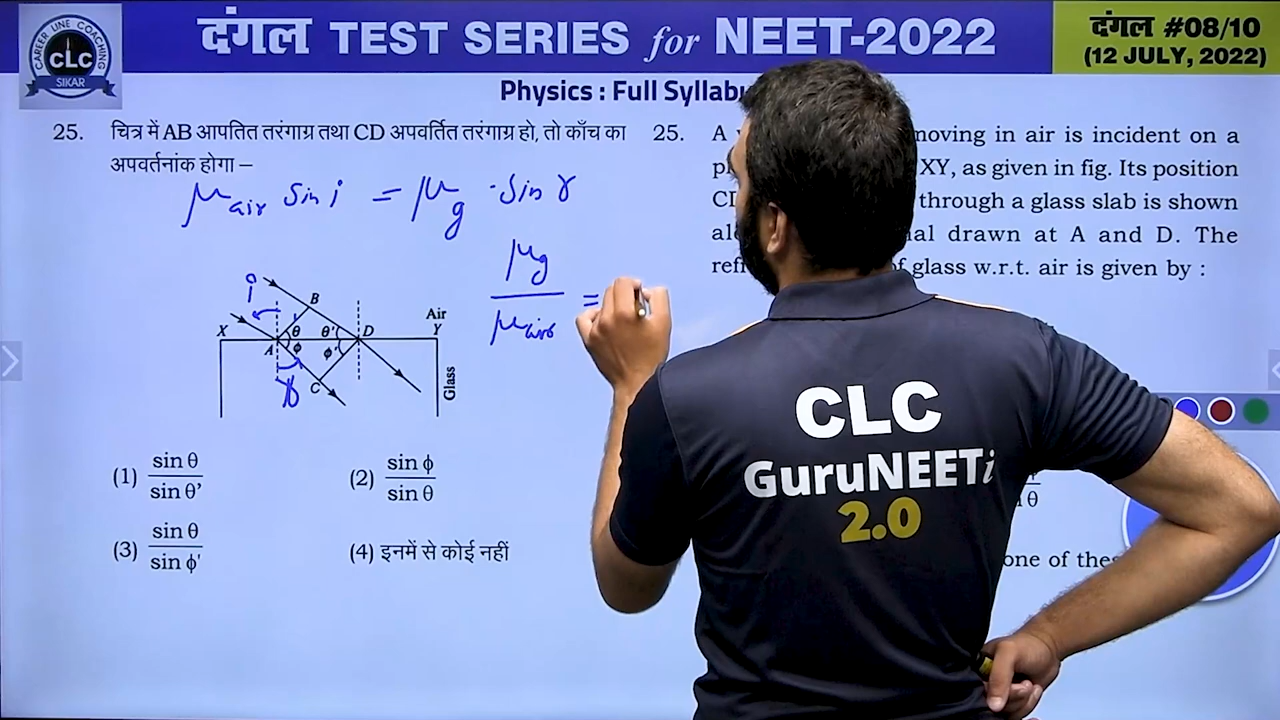 CAREER LINE COACHING
CLC
SIKAR
दंगल TEST SERIES for NEET-2022
दंगल #08/10
(12 JULY, 2022)
Physics : Full
25. चित्र में AB आपतित तरंगाग्र तथा CD अपवर्तित तरंगाग्र हो, तो काँच का
अपवर्तनांक होगा –
μair sin i = μg · sin r
μg / μair =
i
B
Air
X
θ
θ'
D
Y
A
ϕ
ϕ'
r
C
Glass
(1) sin θ / sin θ’
(2) sin ϕ / sin θ
(3) sin θ / sin ϕ'
(4) इनमें से कोई नहीं
25. A moving in air is incident on a
XY, as given in fig. Its position
through a glass slab is shown
drawn at A and D. The
of glass w.r.t. air is given by :
θ
CLC
GuruNEETi
2.0